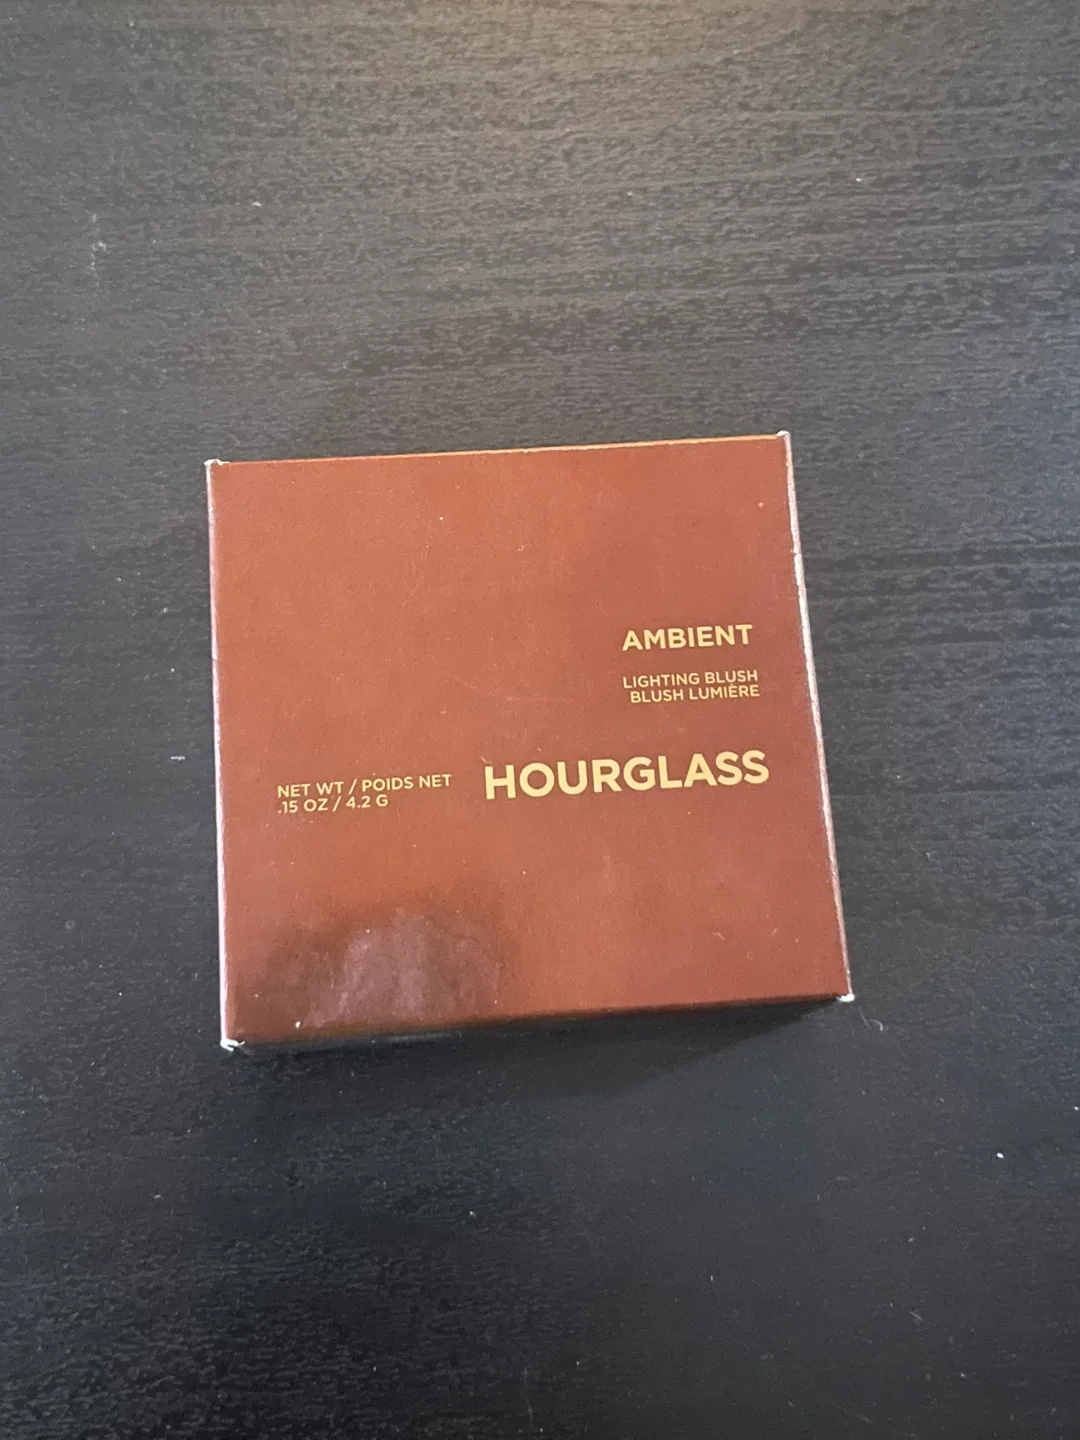 AMBIENT
LIGHTING BLUSH
BLUSH LUMIÈRE
HOURGLASS
NET WT / POIDS NET
.15 OZ / 4.2 G